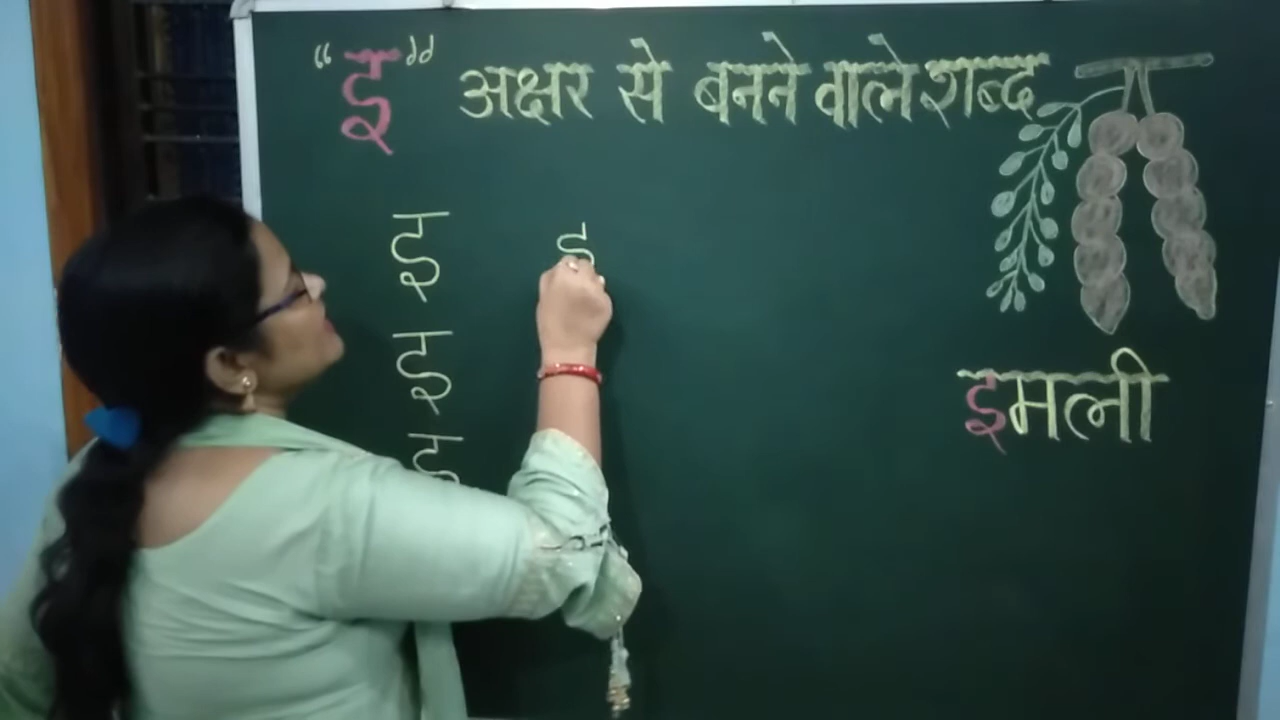 “इ” अक्षर से बनने वाले शब्द
इ इ
इ
इ
इमली